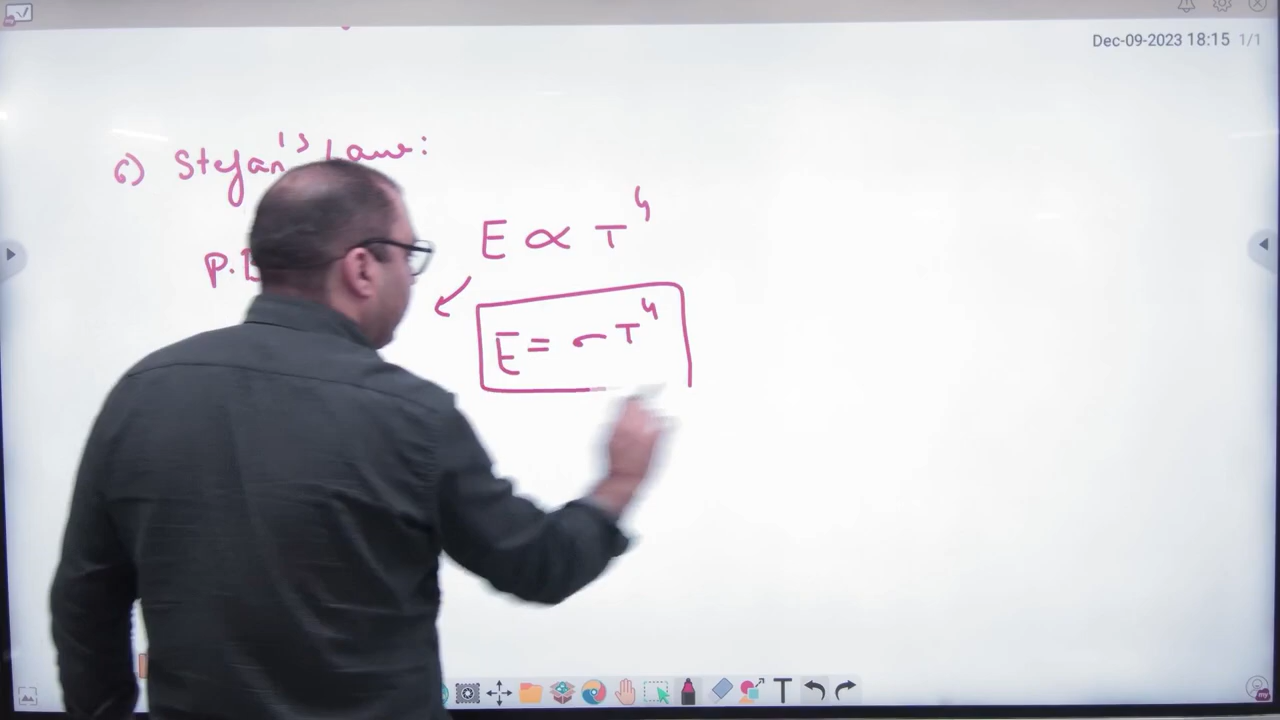 Dec-09-2023 18:15 1/1
6) Stefan's Law:
E ∝ T⁴
P.
E = σT⁴
T